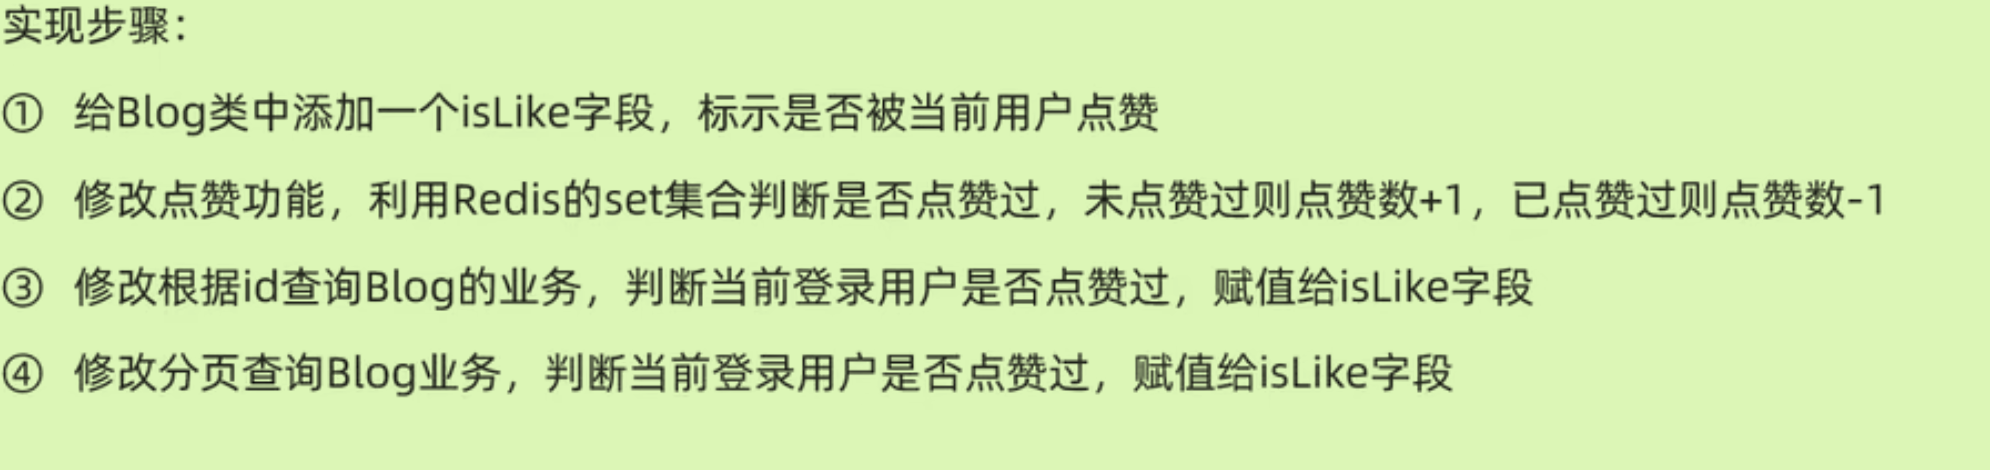 实现步骤：
① 给Blog类中添加一个isLike字段，标示是否被当前用户点赞
② 修改点赞功能，利用Redis的set集合判断是否点赞过，未点赞过则点赞数+1，已点赞过则点赞数-1
③ 修改根据id查询Blog的业务，判断当前登录用户是否点赞过，赋值给isLike字段
④ 修改分页查询Blog业务，判断当前登录用户是否点赞过，赋值给isLike字段